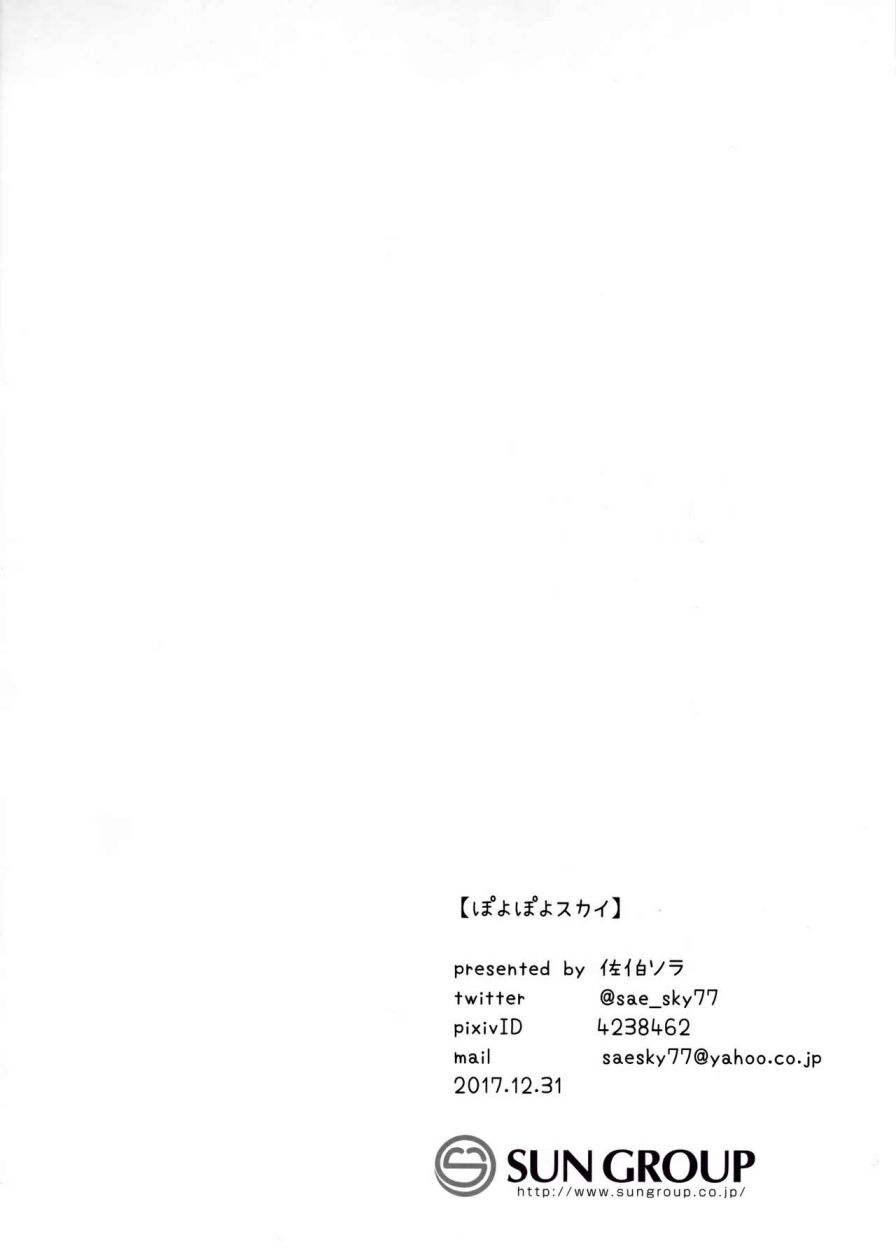 【ぽよぽよスカイ】
presented by 佐伯ソラ
twitter @sae_sky77
pixivID 4238462
mail saesky77@yahoo.co.jp
2017.12.31
SUN GROUP
http://www.sungroup.co.jp/